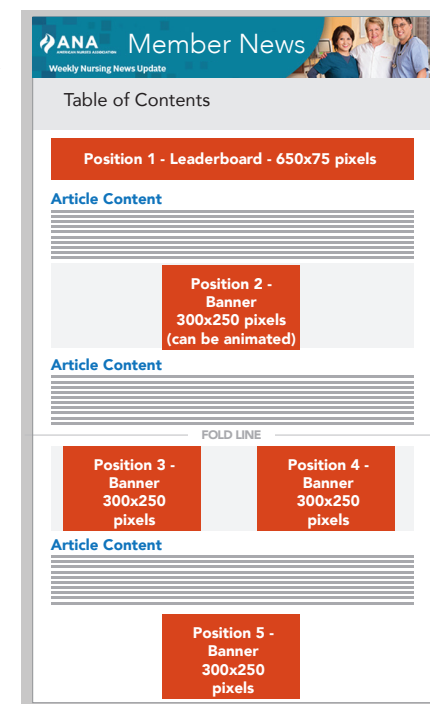 ANA Member News
AMERICAN NURSES ASSOCIATION
Weekly Nursing News Update
Table of Contents
Position 1 - Leaderboard - 650x75 pixels
Article Content
Position 2 -
Banner
300x250 pixels
(can be animated)
Article Content
FOLD LINE
Position 3 -
Banner
300x250
pixels
Position 4 -
Banner
300x250
pixels
Article Content
Position 5 -
Banner
300x250
pixels